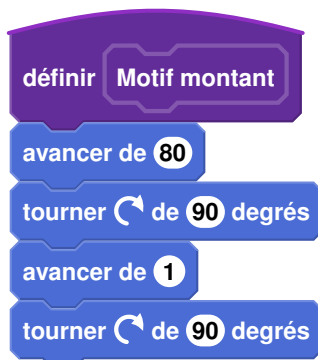 définir Motif montant
avancer de 80
tourner de 90 degrés
avancer de 1
tourner de 90 degrés